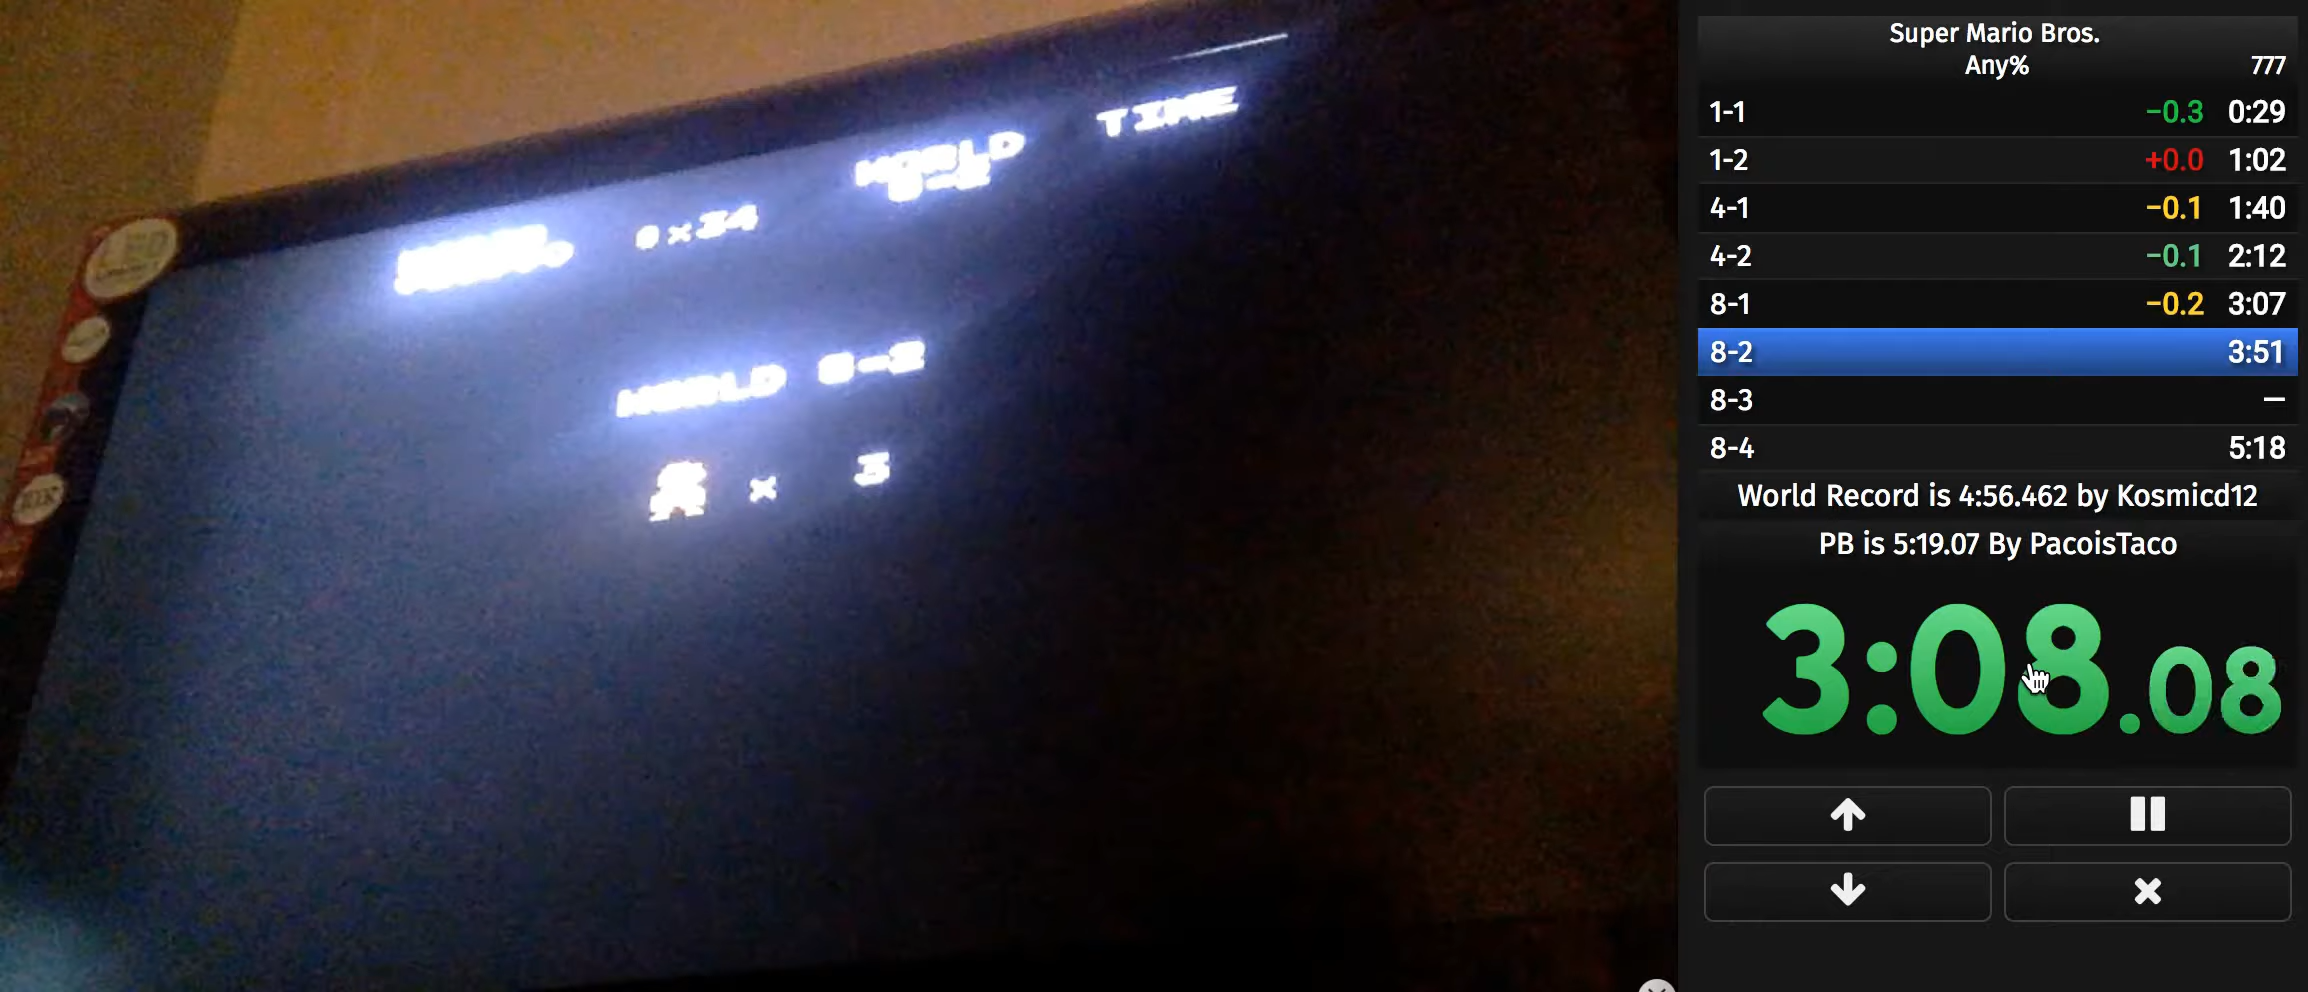 WORLD TIME
×34 8-2
WORLD 8-2
× 3
Super Mario Bros.
Any% 777
1-1 −0.3 0:29
1-2 +0.0 1:02
4-1 −0.1 1:40
4-2 −0.1 2:12
8-1 −0.2 3:07
8-2 3:51
8-3 —
8-4 5:18
World Record is 4:56.462 by Kosmicd12
PB is 5:19.07 By PacoisTaco
3:08.08